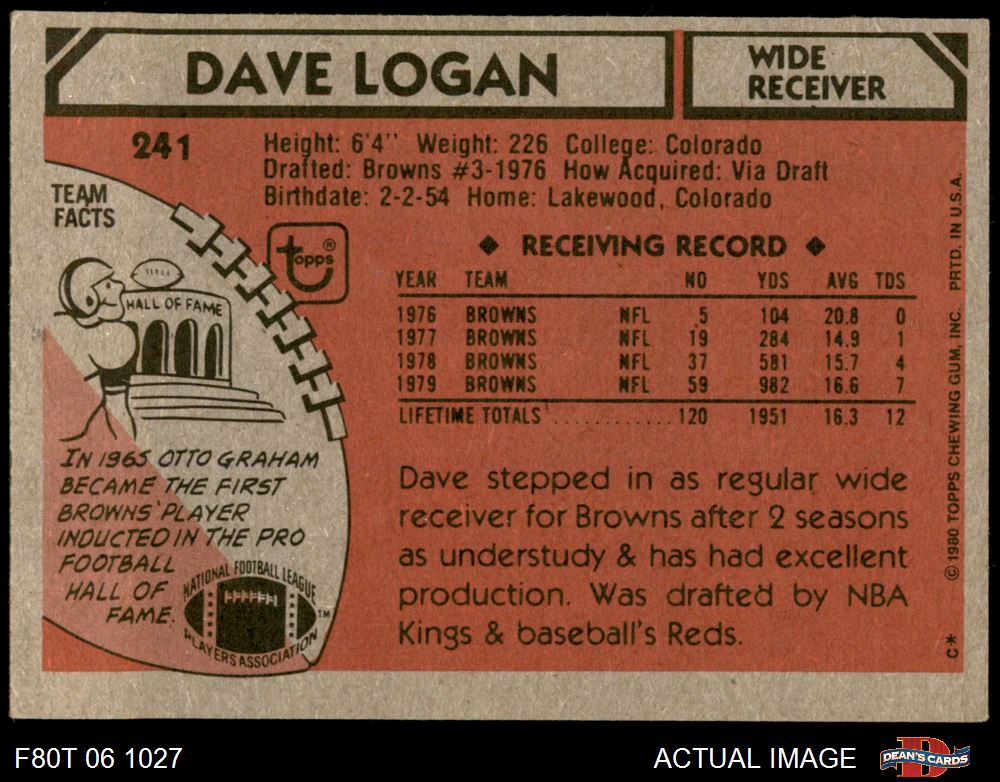 DAVE LOGAN
WIDE
RECEIVER
241
Height: 6'4" Weight: 226 College: Colorado
Drafted: Browns #3-1976 How Acquired: Via Draft
Birthdate: 2-2-54 Home: Lakewood, Colorado
TEAM
FACTS
topps®
HALL OF FAME
IN 1965 OTTO GRAHAM
BECAME THE FIRST
BROWNS' PLAYER
INDUCTED IN THE PRO
FOOTBALL
HALL OF
FAME.
NATIONAL FOOTBALL LEAGUE
PLAYERS ASSOCIATION
TM
◆ RECEIVING RECORD ◆
YEAR TEAM NO YDS AVG TDS
1976 BROWNS NFL 5 104 20.8 0
1977 BROWNS NFL 19 284 14.9 1
1978 BROWNS NFL 37 581 15.7 4
1979 BROWNS NFL 59 982 16.6 7
LIFETIME TOTALS ............ 120 1951 16.3 12
Dave stepped in as regular wide
receiver for Browns after 2 seasons
as understudy & has had excellent
production. Was drafted by NBA
Kings & baseball's Reds.
© 1980 TOPPS CHEWING GUM, INC. PRTD. IN U.S.A.
C*
F80T 06 1027
ACTUAL IMAGE
DEAN'S CARDS